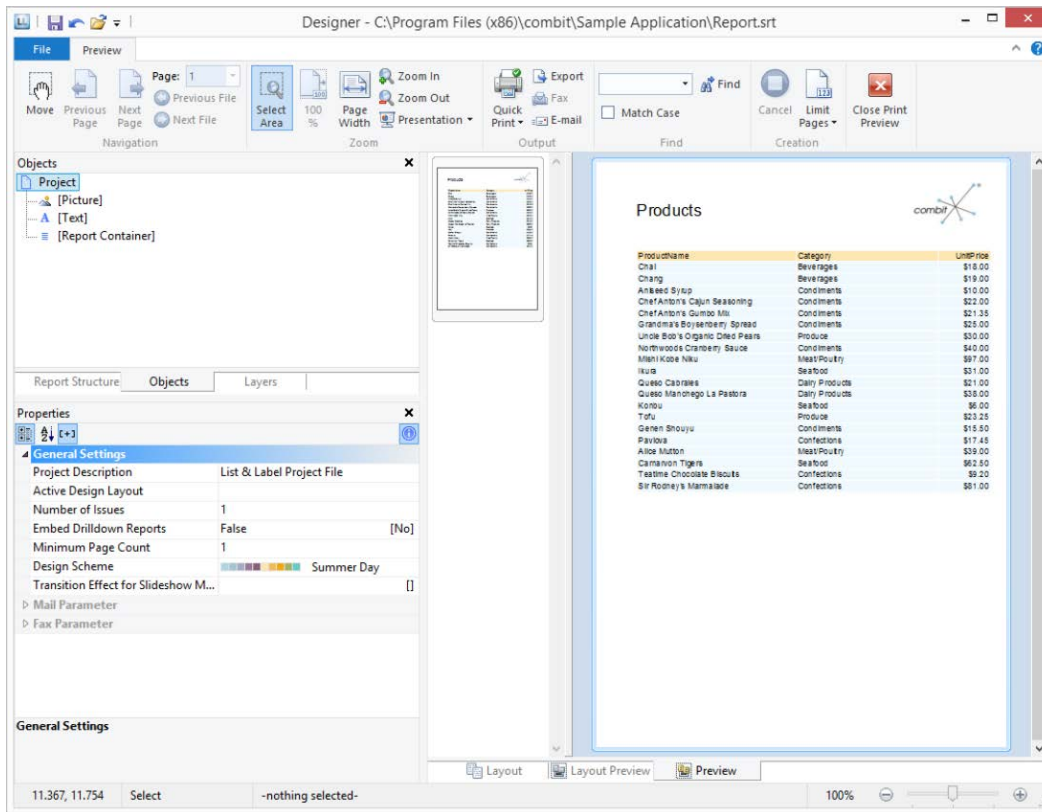 Designer - C:\Program Files (x86)\combit\Sample Application\Report.srt
File Preview
Move
Previous Page
Next Page
Page: 1
Previous File
Next File
Navigation
Select Area
100 %
Page Width
Zoom In
Zoom Out
Presentation
Zoom
Quick Print
Export
Fax
E-mail
Output
Find
Match Case
Find
Cancel
Limit Pages
Creation
Close Print Preview
Objects
Project
[Picture]
[Text]
[Report Container]
Report Structure Objects Layers
Properties
General Settings
Project Description List & Label Project File
Active Design Layout
Number of Issues 1
Embed Drilldown Reports False [No]
Minimum Page Count 1
Design Scheme Summer Day
Transition Effect for Slideshow M... []
Mail Parameter
Fax Parameter
General Settings
Products
combit
ProductName Category UnitPrice
Chai Beverages $18.00
Chang Beverages $19.00
Aniseed Syrup Condiments $10.00
Chef Anton's Cajun Seasoning Condiments $22.00
Chef Anton's Gumbo Mix Condiments $21.35
Grandma's Boysenberry Spread Condiments $25.00
Uncle Bob's Organic Dried Pears Produce $30.00
Northwoods Cranberry Sauce Condiments $40.00
Mishi Kobe Niku Meat/Poultry $97.00
Ikura Seafood $31.00
Queso Cabrales Dairy Products $21.00
Queso Manchego La Pastora Dairy Products $38.00
Konbu Seafood $6.00
Tofu Produce $23.25
Genen Shouyu Condiments $15.50
Pavlova Confections $17.45
Alice Mutton Meat/Poultry $39.00
Carnarvon Tigers Seafood $62.50
Teatime Chocolate Biscuits Confections $9.20
Sir Rodney's Marmalade Confections $81.00
Layout Layout Preview Preview
11.367, 11.754 Select -nothing selected- 100%